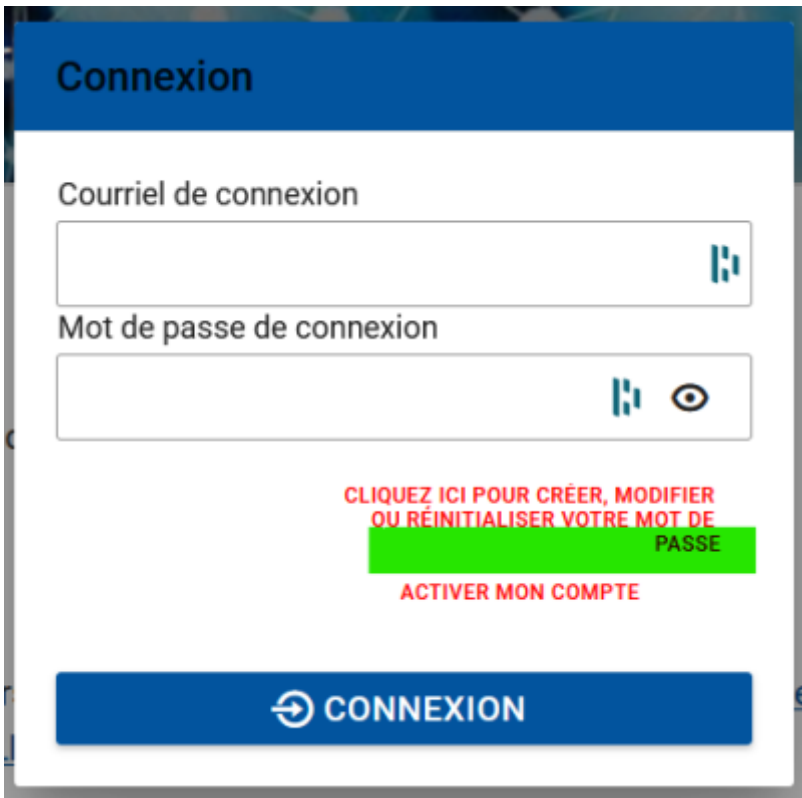 Connexion
Courriel de connexion
Mot de passe de connexion
CLIQUEZ ICI POUR CRÉER, MODIFIER
OU RÉINITIALISER VOTRE MOT DE
PASSE
ACTIVER MON COMPTE
CONNEXION